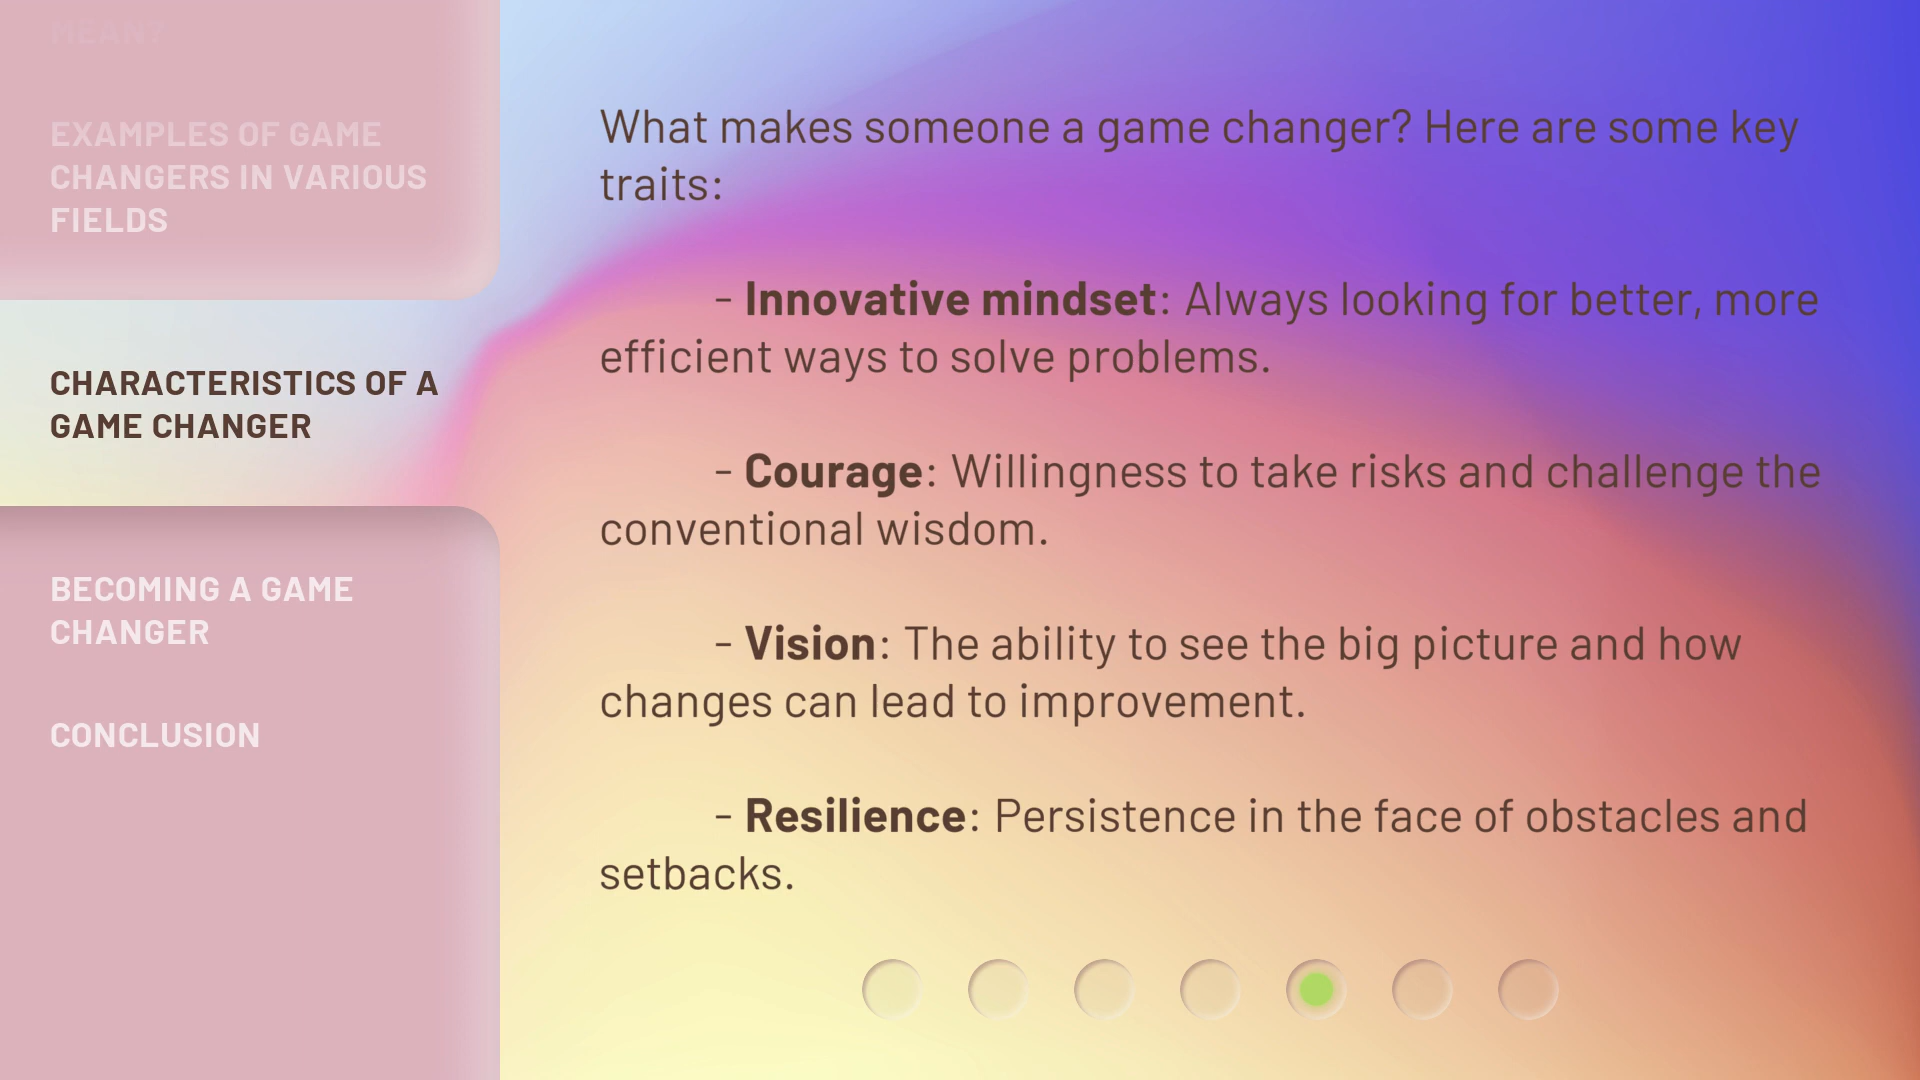 MEAN?
EXAMPLES OF GAME
CHANGERS IN VARIOUS
FIELDS
CHARACTERISTICS OF A
GAME CHANGER
BECOMING A GAME
CHANGER
CONCLUSION
What makes someone a game changer? Here are some key
traits:
- Innovative mindset: Always looking for better, more
efficient ways to solve problems.
- Courage: Willingness to take risks and challenge the
conventional wisdom.
- Vision: The ability to see the big picture and how
changes can lead to improvement.
- Resilience: Persistence in the face of obstacles and
setbacks.